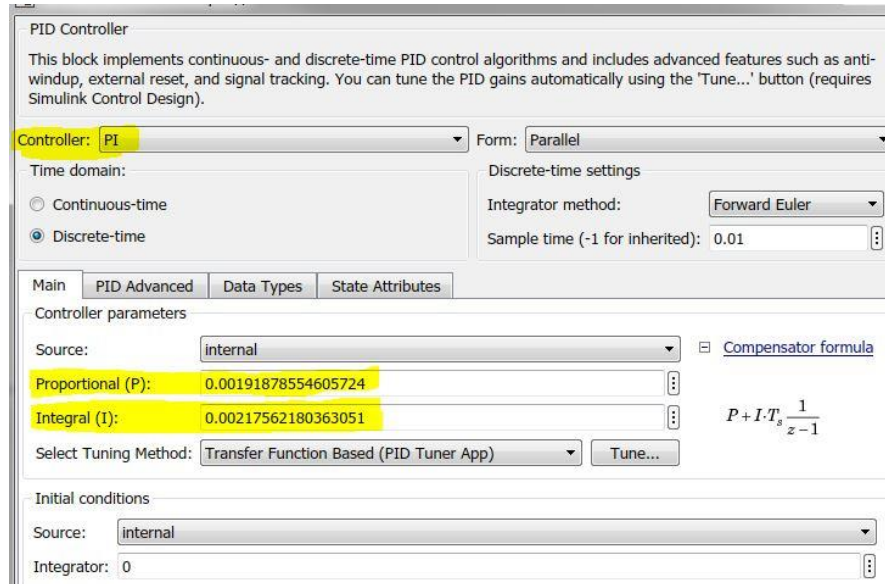 PID Controller
This block implements continuous- and discrete-time PID control algorithms and includes advanced features such as anti-
windup, external reset, and signal tracking. You can tune the PID gains automatically using the 'Tune...' button (requires
Simulink Control Design).
Controller: PI Form: Parallel
Time domain: Discrete-time settings
Continuous-time Integrator method: Forward Euler
Discrete-time Sample time (-1 for inherited): 0.01
Main PID Advanced Data Types State Attributes
Controller parameters
Source: internal Compensator formula
Proportional (P): 0.00191878554605724
Integral (I): 0.00217562180363051
P + I·Tₛ 1/(z−1)
Select Tuning Method: Transfer Function Based (PID Tuner App) Tune...
Initial conditions
Source: internal
Integrator: 0